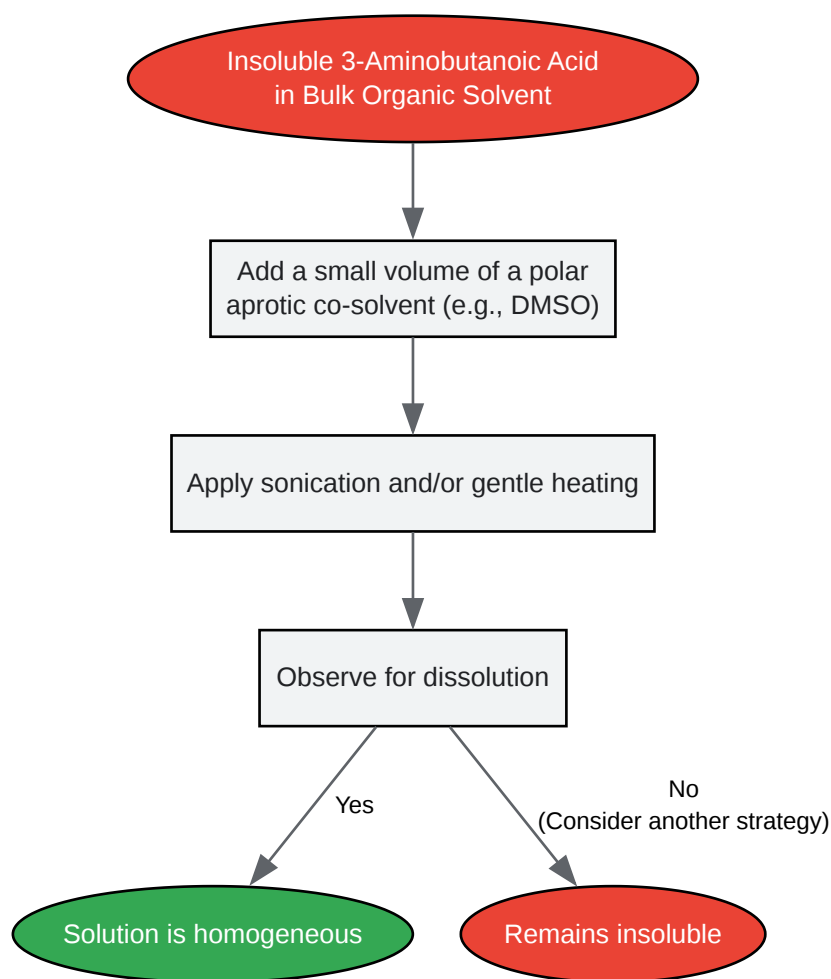 Insoluble 3-Aminobutanoic Acid
in Bulk Organic Solvent
Add a small volume of a polar
aprotic co-solvent (e.g., DMSO)
Apply sonication and/or gentle heating
Observe for dissolution
Yes
No
(Consider another strategy)
Solution is homogeneous
Remains insoluble